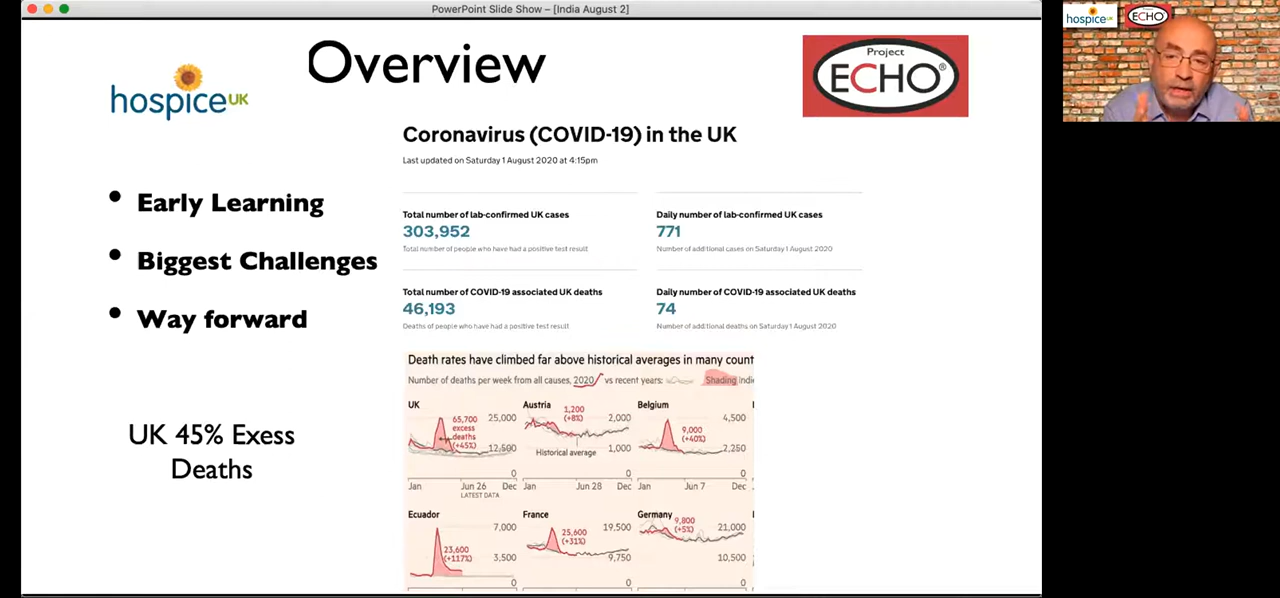 PowerPoint Slide Show – [India August 2]
Overview
hospiceUK
Project
ECHO®
Coronavirus (COVID-19) in the UK
Last updated on Saturday 1 August 2020 at 4:15pm
• Early Learning
• Biggest Challenges
• Way forward
Total number of lab-confirmed UK cases
303,952
Total number of people who have had a positive test result
Daily number of lab-confirmed UK cases
771
Number of additional cases on Saturday 1 August 2020
Total number of COVID-19 associated UK deaths
46,193
Deaths of people who have had a positive test result
Daily number of COVID-19 associated UK deaths
74
Number of additional deaths on Saturday 1 August 2020
UK 45% Exess
Deaths
Death rates have climbed far above historical averages in many count
Number of deaths per week from all causes, 2020 vs recent years: Shading indi
UK
65,700
excess
deaths
(+45%)
25,000
12,500
0
Jan Jun 26 Dec
LATEST DATA
Austria
1,200
(+8%)
2,000
Historical average
1,000
0
Jan Jun 28 Dec
Belgium
9,000
(+40%)
4,500
2,250
0
Jan Jun 7 Dec
Ecuador
23,600
(+117%)
7,000
3,500
0
France
25,600
(+31%)
19,500
9,750
0
Germany
9,800
(+5%)
21,000
10,500
0
hospiceUK
ECHO